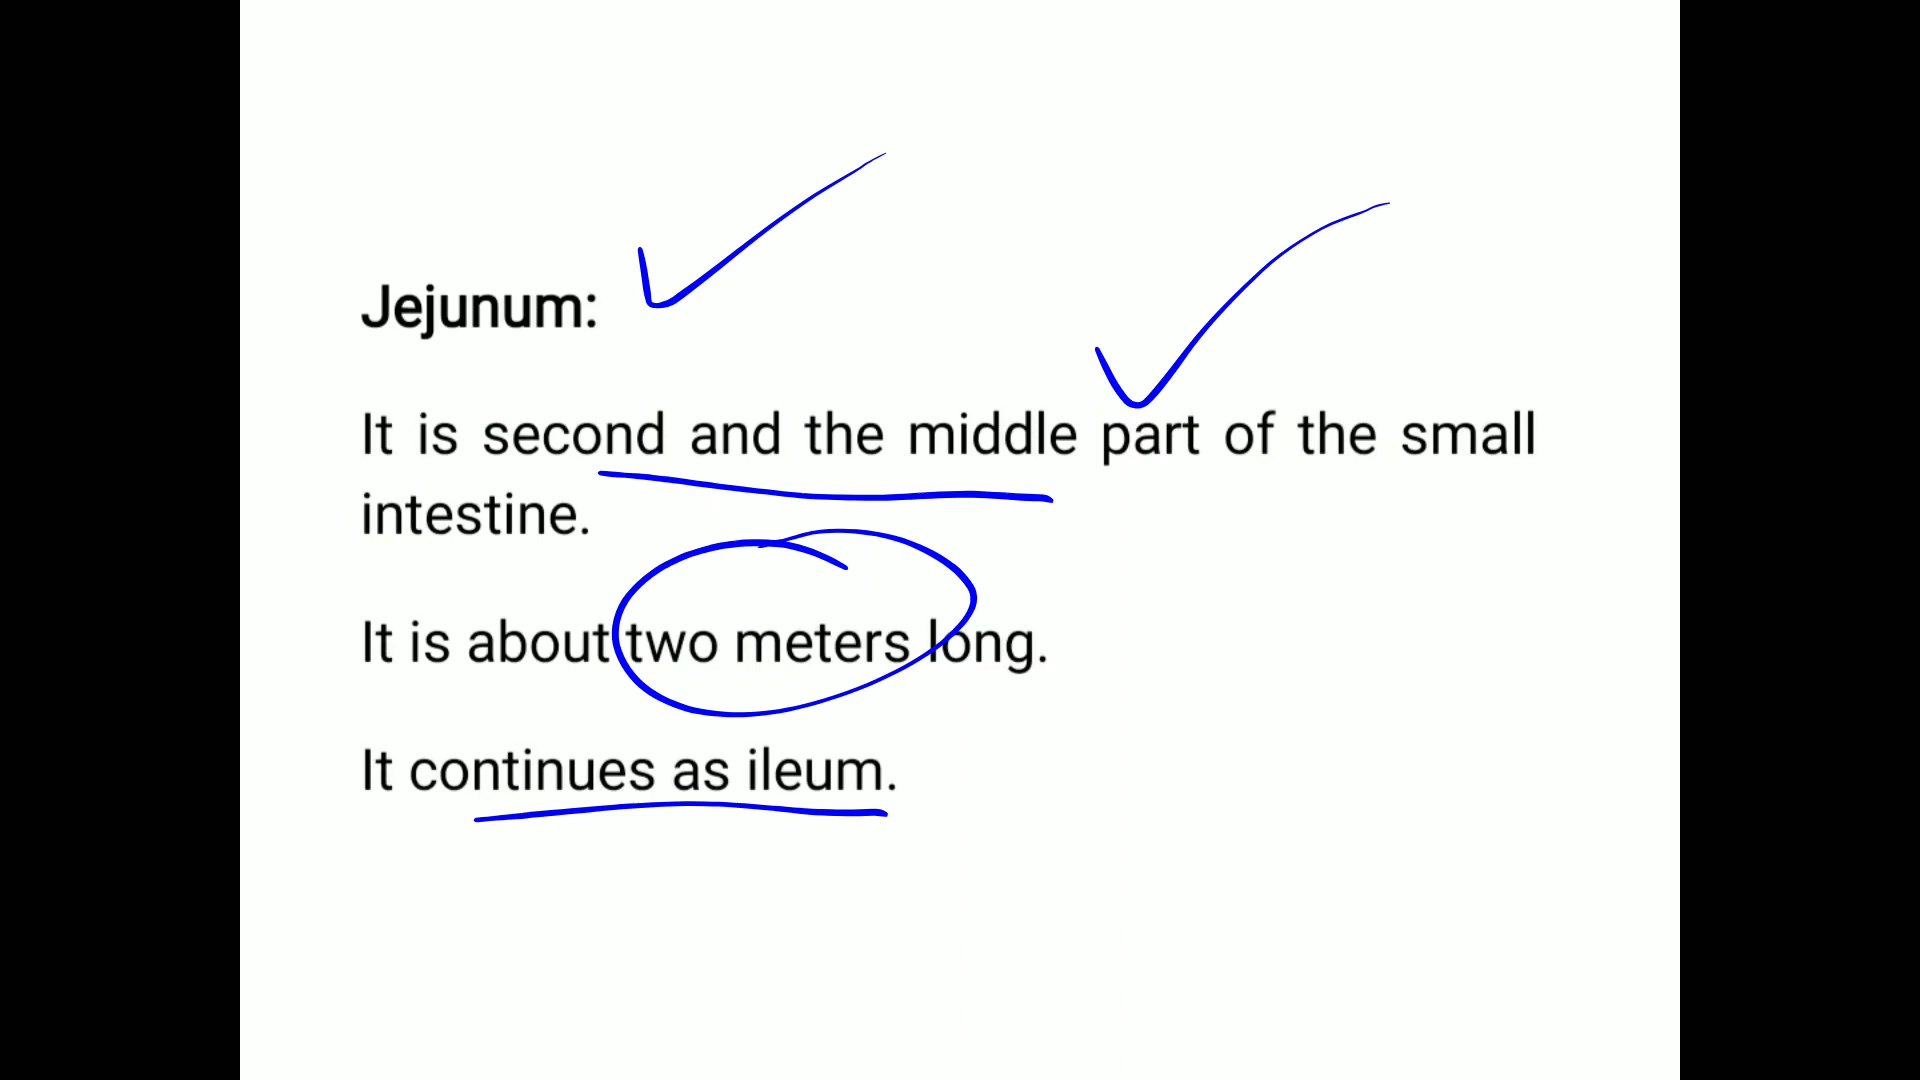 Jejunum:
It is second and the middle part of the small
intestine.
It is about two meters long.
It continues as ileum.